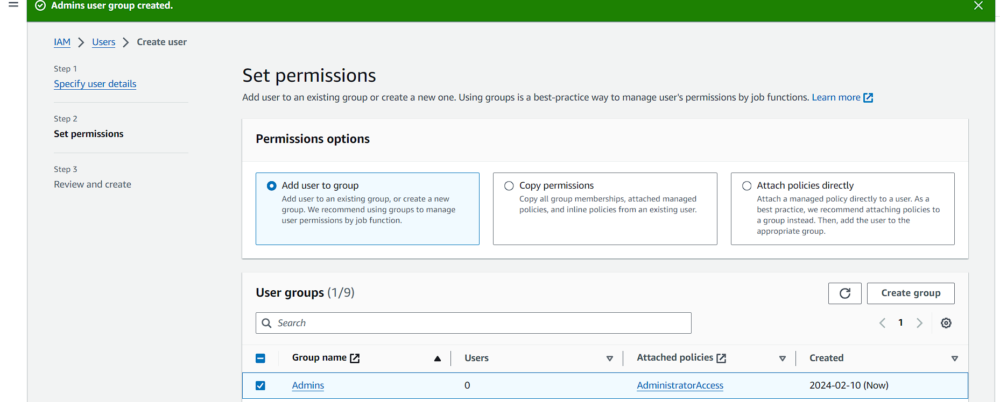 Admins user group created.
IAM
Users
Create user
Step 1
Specify user details
Step 2
Set permissions
Step 3
Review and create
Set permissions
Add user to an existing group or create a new one. Using groups is a best-practice way to manage user's permissions by job functions. Learn more
Permissions options
Add user to group
Add user to an existing group, or create a new
group. We recommend using groups to manage
user permissions by job function.
Copy permissions
Copy all group memberships, attached managed
policies, and inline policies from an existing user.
Attach policies directly
Attach a managed policy directly to a user. As a
best practice, we recommend attaching policies to
a group instead. Then, add the user to the
appropriate group.
User groups (1/9)
Create group
Search
1
Group name
Users
Attached policies
Created
Admins
0
AdministratorAccess
2024-02-10 (Now)